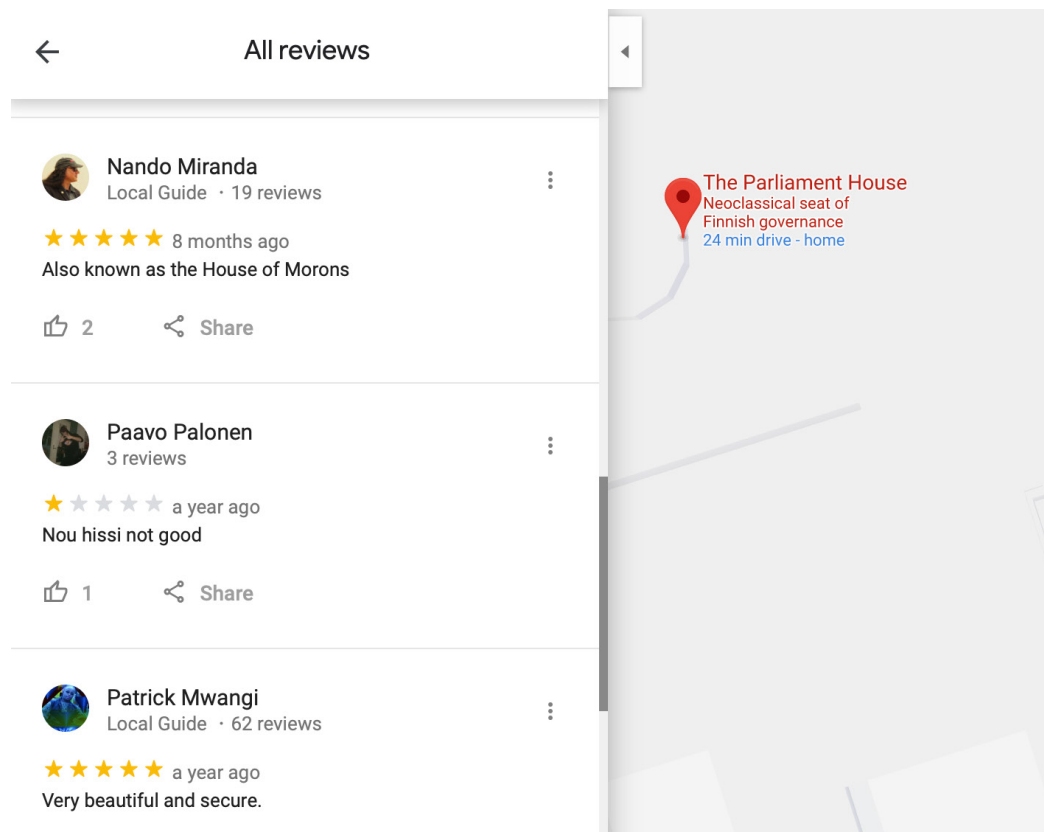 All reviews
Nando Miranda
Local Guide · 19 reviews
8 months ago
Also known as the House of Morons
2 Share
Paavo Palonen
3 reviews
a year ago
Nou hissi not good
1 Share
Patrick Mwangi
Local Guide · 62 reviews
a year ago
Very beautiful and secure.
The Parliament House
Neoclassical seat of
Finnish governance
24 min drive - home